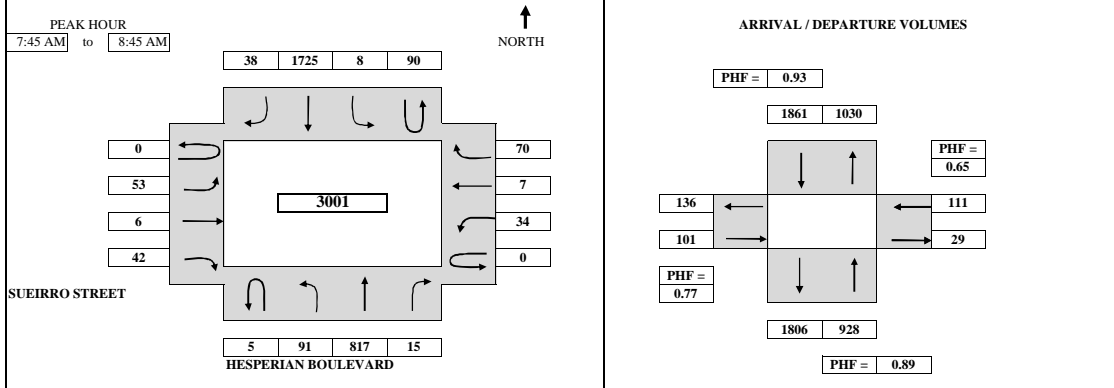 PEAK HOUR
7:45 AM to 8:45 AM
NORTH
38 1725 8 90
0
53
6
42
70
7
34
0
3001
SUEIRRO STREET
5 91 817 15
HESPERIAN BOULEVARD
ARRIVAL / DEPARTURE VOLUMES
PHF = 0.93
1861 1030
PHF =
0.65
136
101
111
29
PHF =
0.77
1806 928
PHF = 0.89